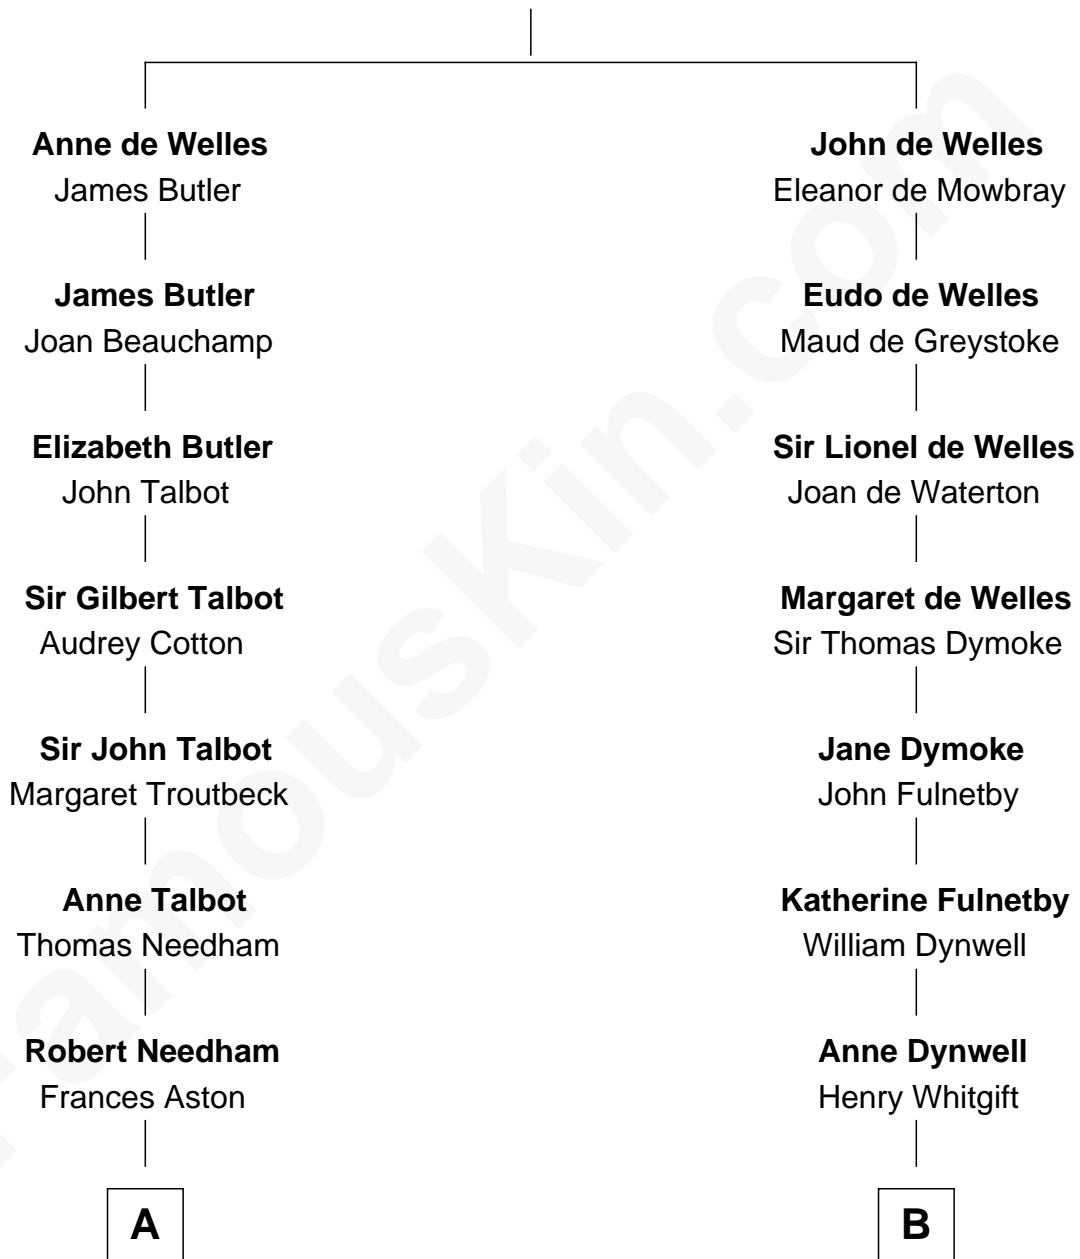 Anne de Welles
James Butler
James Butler
Joan Beauchamp
Elizabeth Butler
John Talbot
Sir Gilbert Talbot
Audrey Cotton
Sir John Talbot
Margaret Troutbeck
Anne Talbot
Thomas Needham
Robert Needham
Frances Aston
A
John de Welles
Eleanor de Mowbray
Eudo de Welles
Maud de Greystoke
Sir Lionel de Welles
Joan de Waterton
Margaret de Welles
Sir Thomas Dymoke
Jane Dymoke
John Fulnetby
Katherine Fulnetby
William Dynwell
Anne Dynwell
Henry Whitgift
B
FamousKin.com